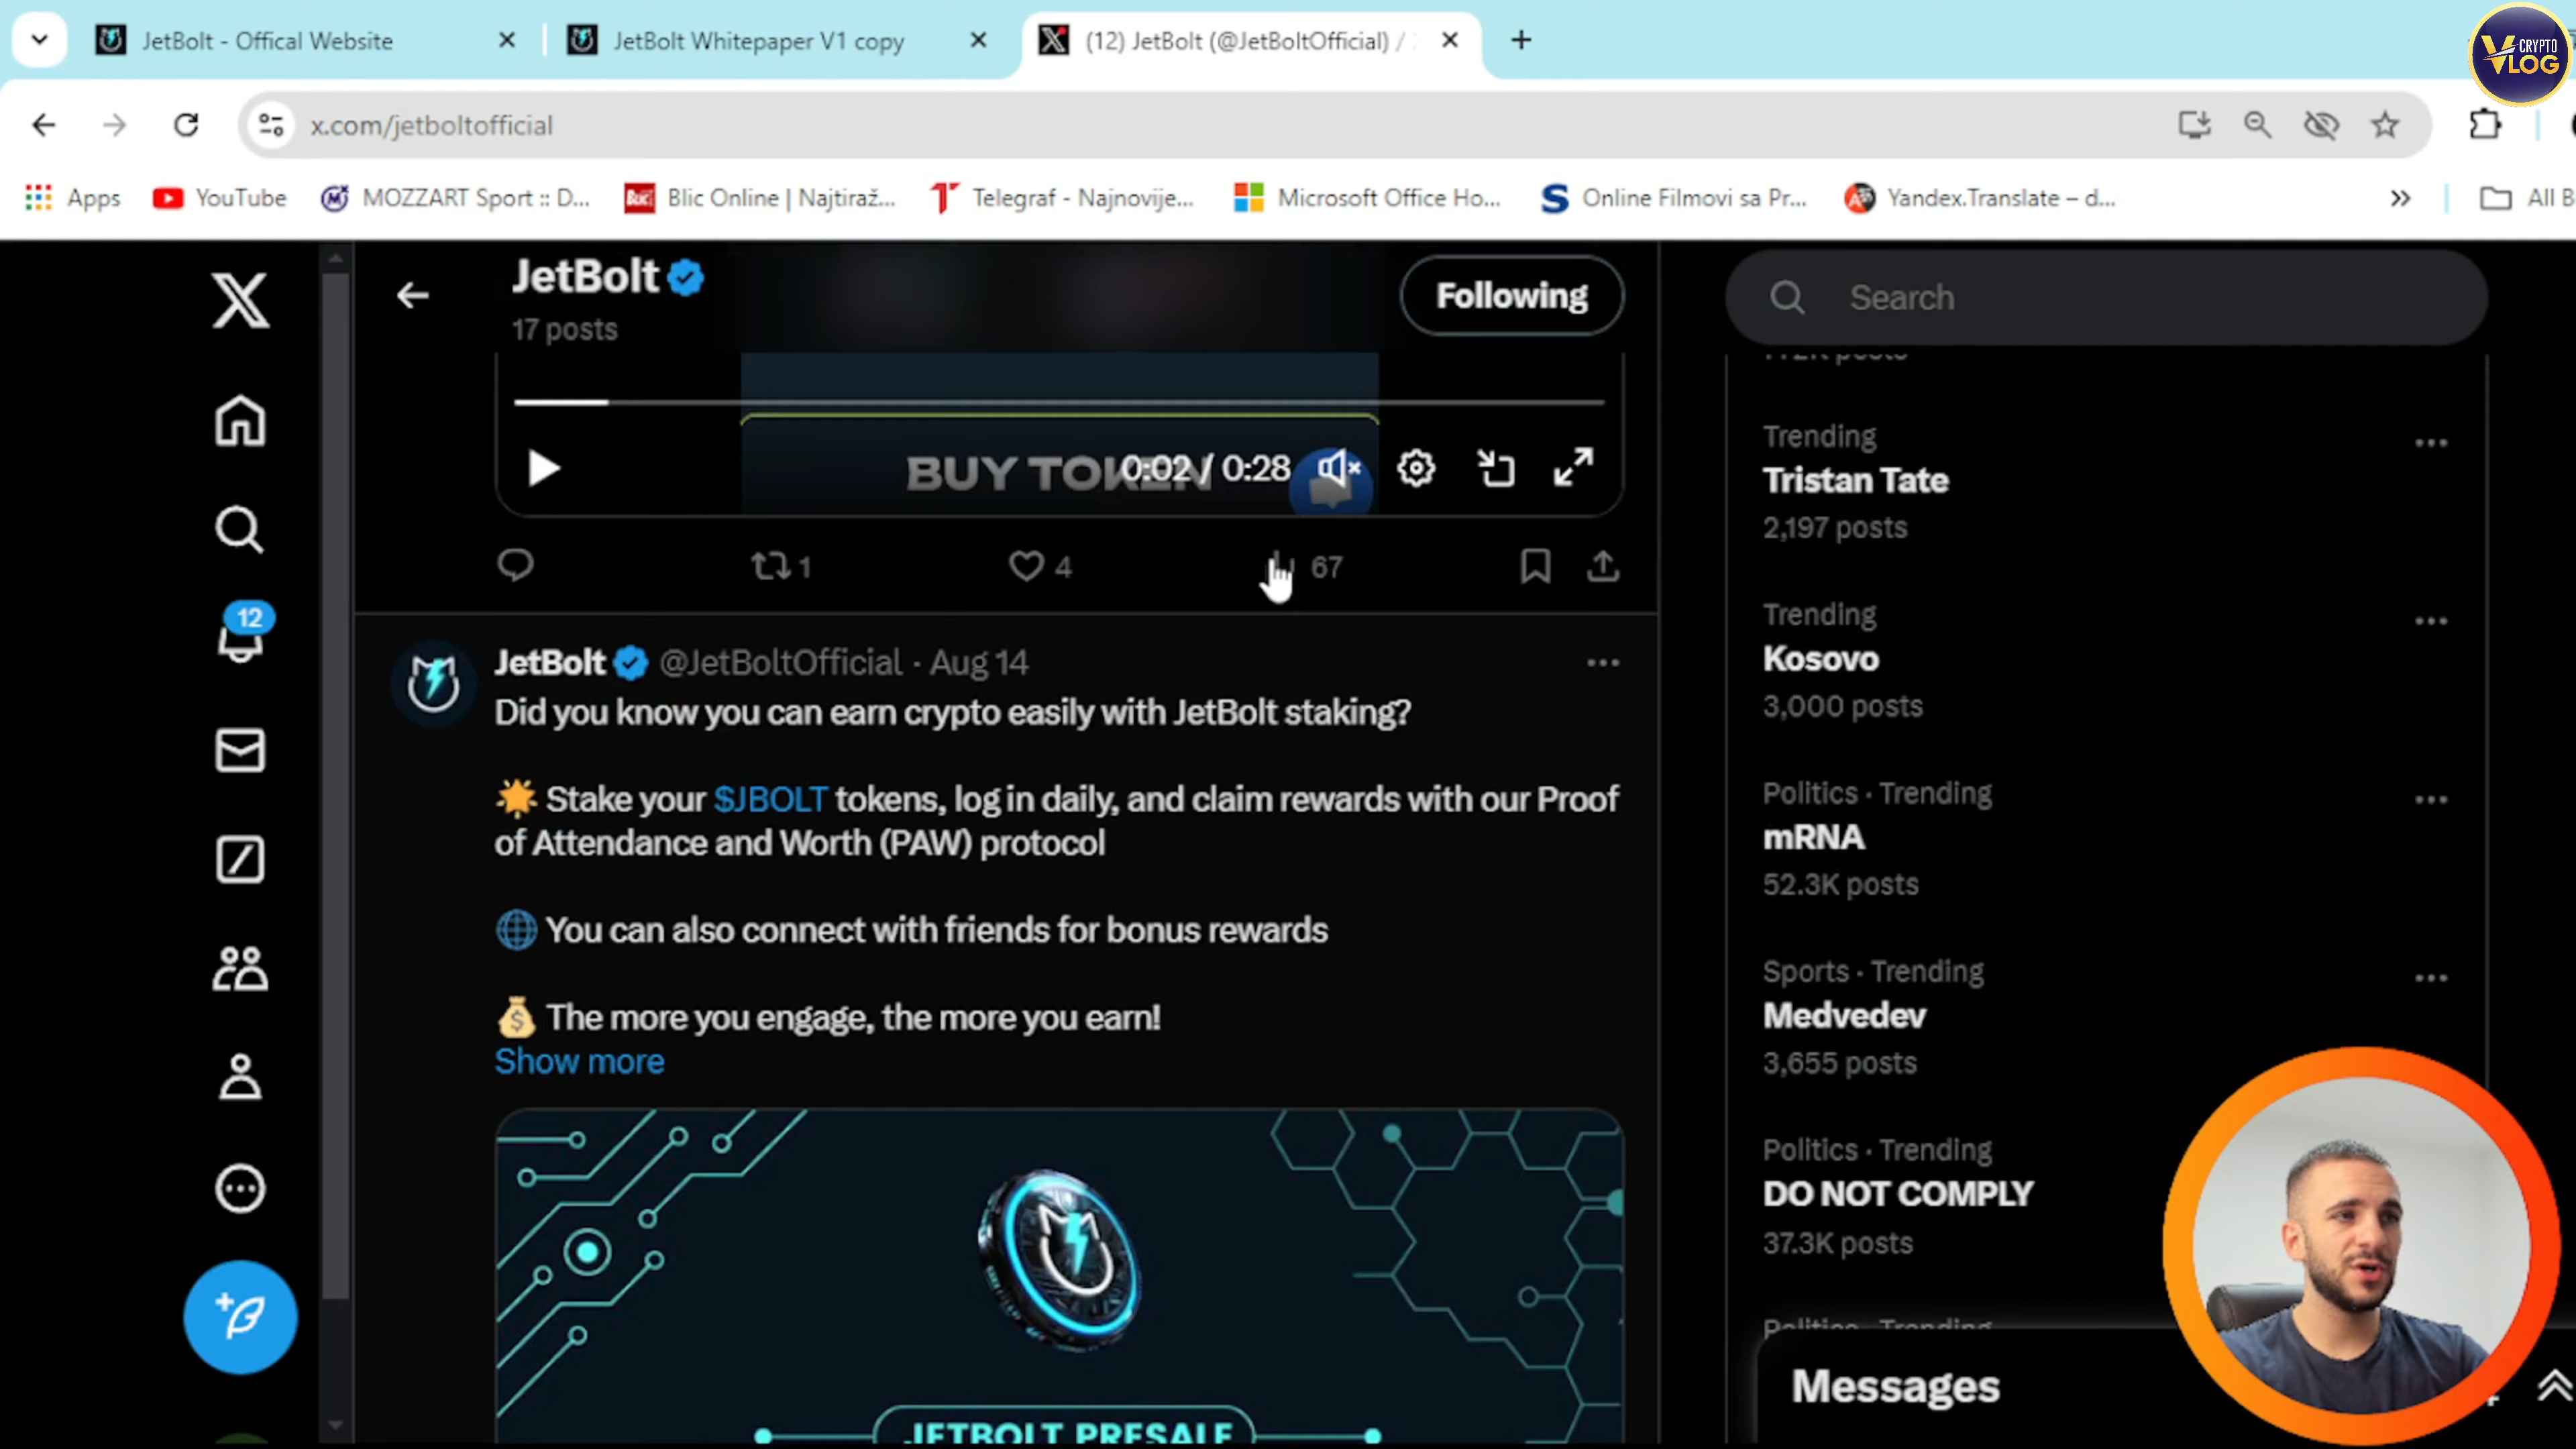 JetBolt - Offical Website
JetBolt Whitepaper V1 copy
(12) JetBolt (@JetBoltOfficial) /
CRYPTO
VLOG
x.com/jetboltofficial
Apps
YouTube
MOZZART Sport :: D...
Blic Online | Najtiraž...
Telegraf - Najnovije...
Microsoft Office Ho...
Online Filmovi sa Pr...
Yandex.Translate – d...
All B
JetBolt
17 posts
Following
Search
BUY TOKEN
0:02 / 0:28
1
4
67
12
JetBolt @JetBoltOfficial · Aug 14
Did you know you can earn crypto easily with JetBolt staking?
Stake your $JBOLT tokens, log in daily, and claim rewards with our Proof
of Attendance and Worth (PAW) protocol
You can also connect with friends for bonus rewards
The more you engage, the more you earn!
Show more
JETBOLT PRESALE
Trending
Tristan Tate
2,197 posts
Trending
Kosovo
3,000 posts
Politics · Trending
mRNA
52.3K posts
Sports · Trending
Medvedev
3,655 posts
Politics · Trending
DO NOT COMPLY
37.3K posts
Politics · Trending
Messages